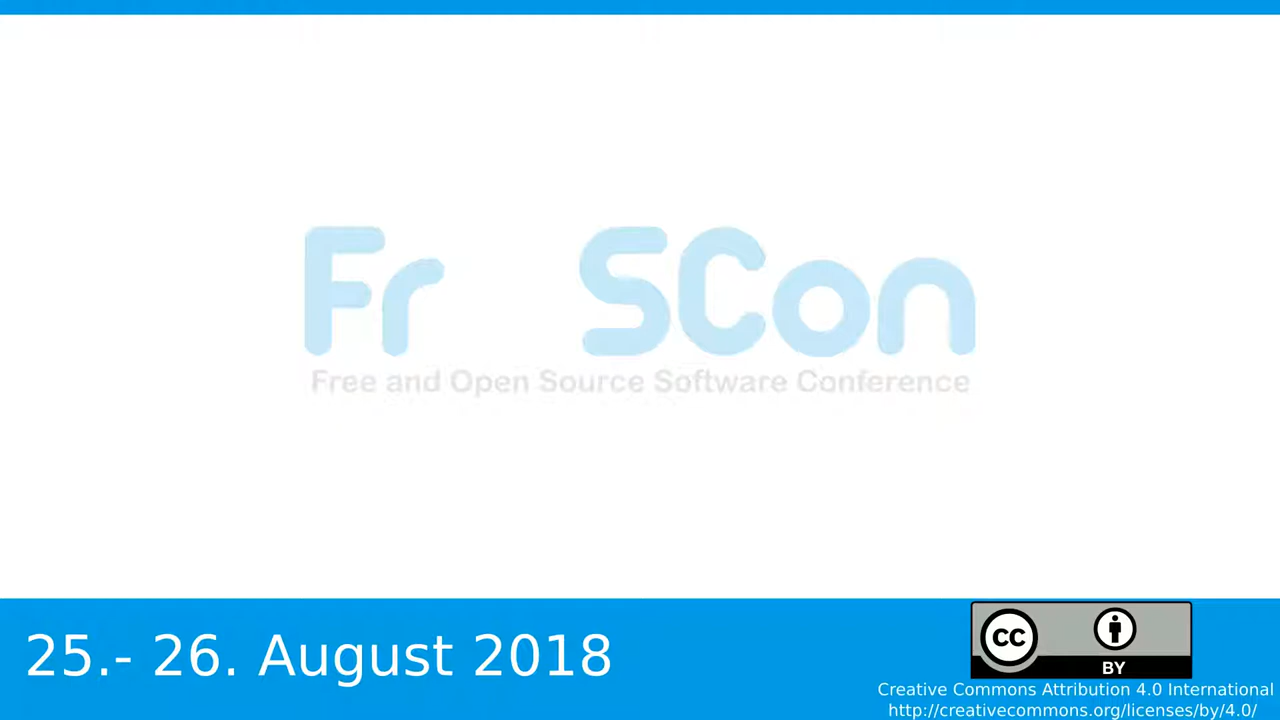 Fr SCon
Free and Open Source Software Conference
25.- 26. August 2018
cc
BY
Creative Commons Attribution 4.0 International
http://creativecommons.org/licenses/by/4.0/